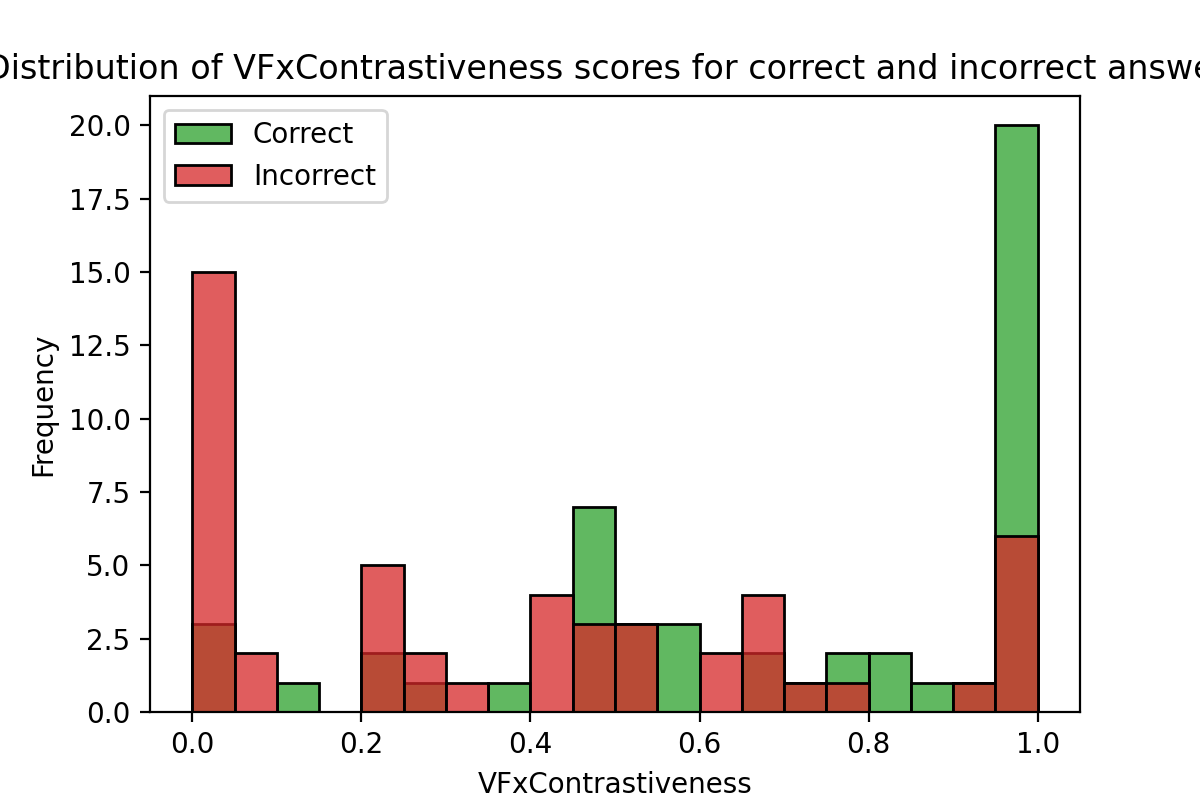 Distribution of VFxContrastiveness scores for correct and incorrect answe
Correct
Incorrect
20.0
17.5
15.0
12.5
10.0
7.5
5.0
2.5
0.0
Frequency
0.0 0.2 0.4 0.6 0.8 1.0
VFxContrastiveness